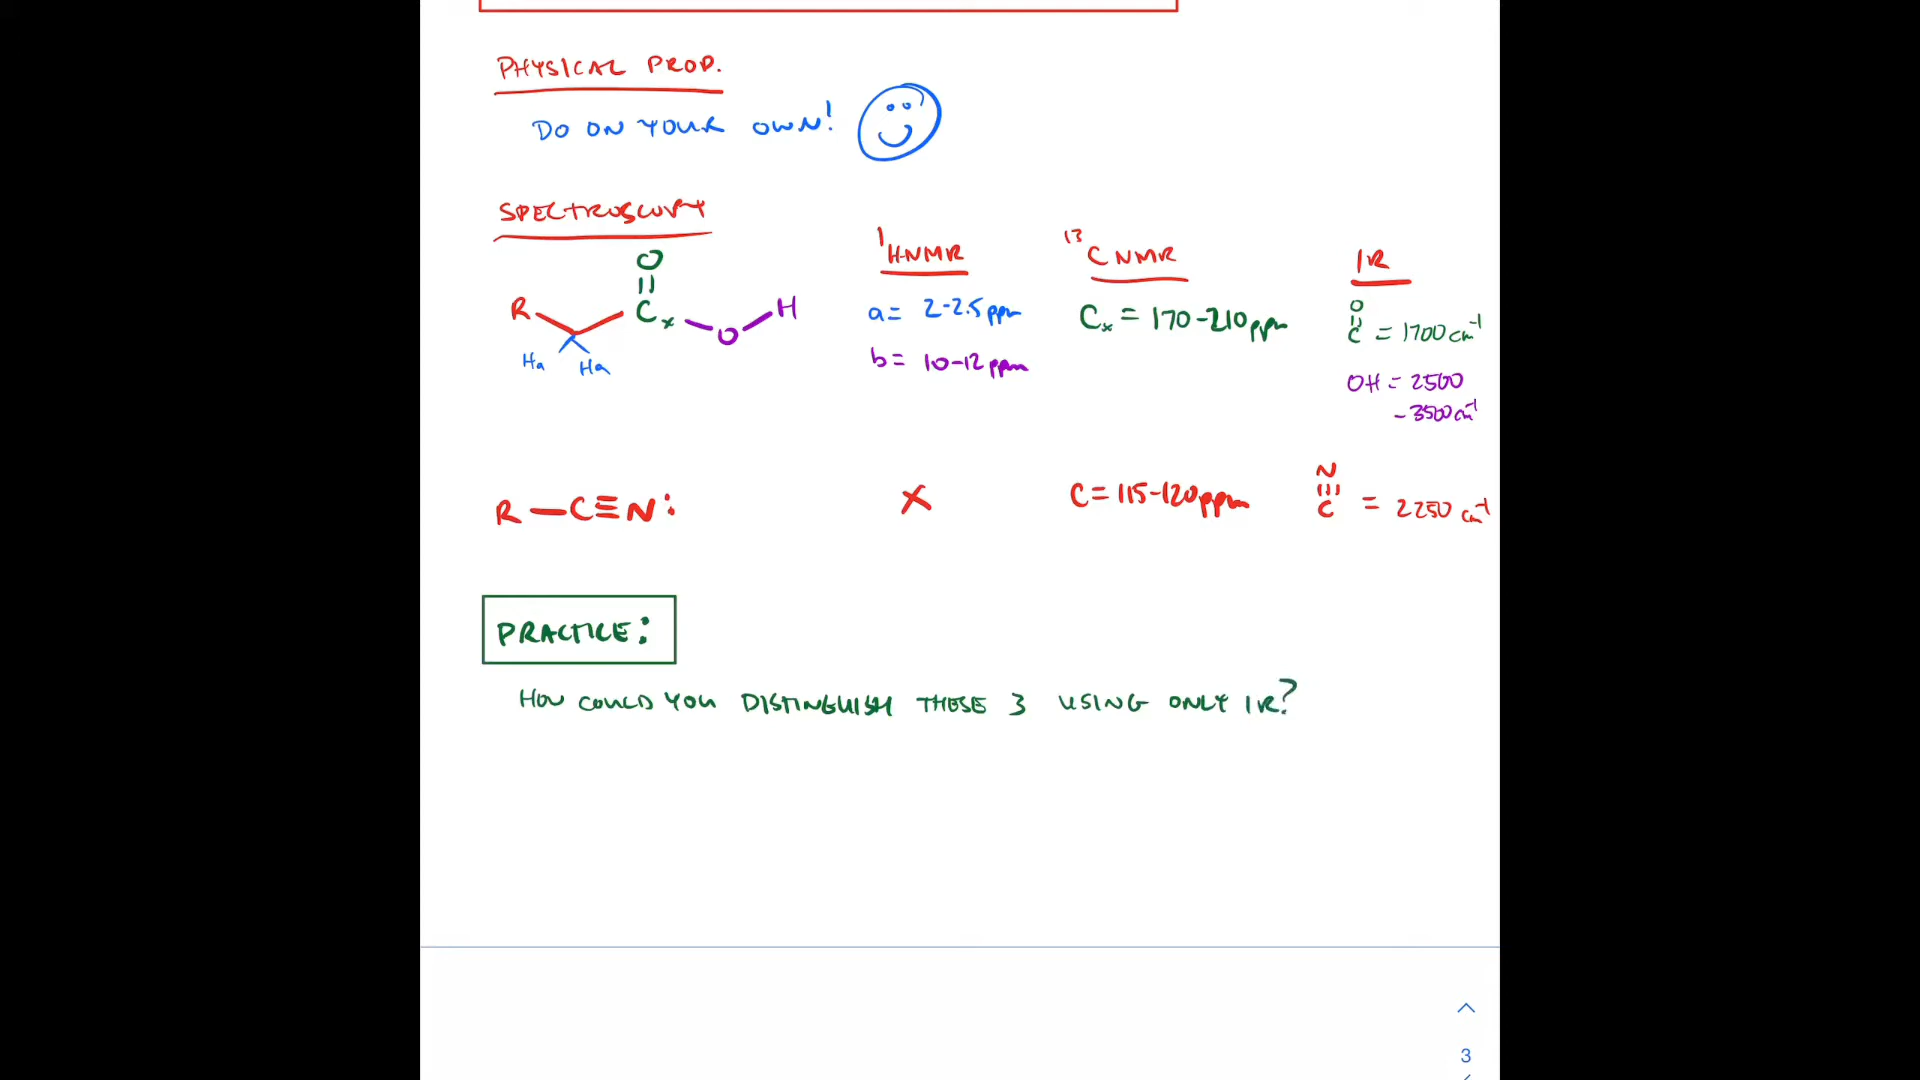 PHYSICAL PROP.
DO ON YOUR OWN!
SPECTROSCOPY
¹H-NMR
¹³C NMR
IR
O
R C x O H
Ha Ha
a = 2-2.5 ppm
b = 10-12 ppm
Cx = 170-210 ppm
O
C = 1700 cm⁻¹
OH = 2500
- 3500 cm⁻¹
R — C ≡ N:
X
C = 115-120 ppm
N
C = 2250 cm⁻¹
PRACTICE:
HOW COULD YOU DISTINGUISH THESE 3 USING ONLY IR?
3